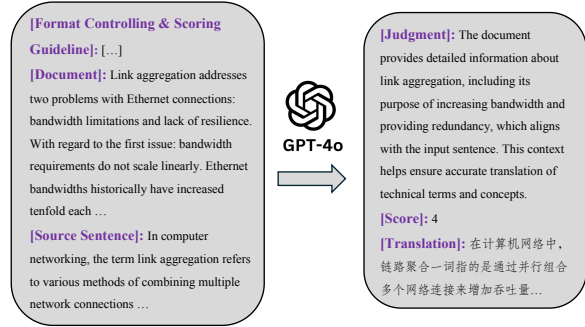 [Format Controlling & Scoring
Guideline]: […]
[Document]: Link aggregation addresses
two problems with Ethernet connections:
bandwidth limitations and lack of resilience.
With regard to the first issue: bandwidth
requirements do not scale linearly. Ethernet
bandwidths historically have increased
tenfold each …
[Source Sentence]: In computer
networking, the term link aggregation refers
to various methods of combining multiple
network connections …
GPT-4o
[Judgment]: The document
provides detailed information about
link aggregation, including its
purpose of increasing bandwidth and
providing redundancy, which aligns
with the input sentence. This context
helps ensure accurate translation of
technical terms and concepts.
[Score]: 4
[Translation]: 在计算机网络中,
链路聚合一词指的是通过并行组合
多个网络连接来增加吞吐量…